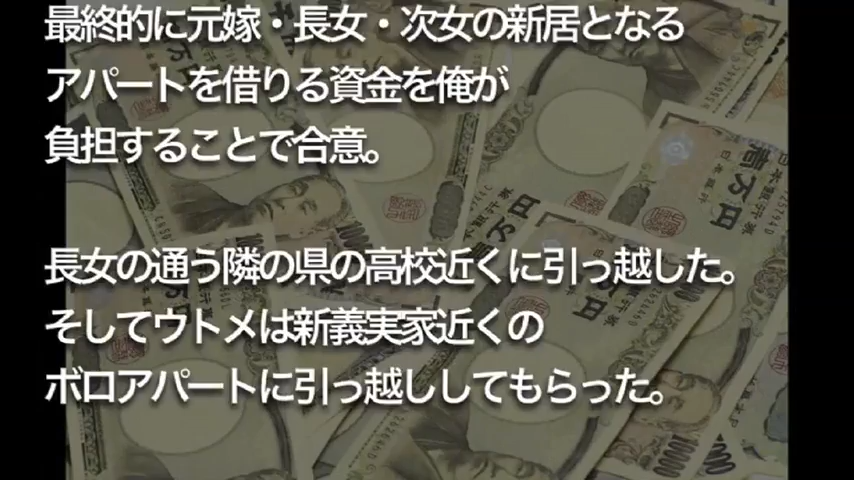 最終的に元嫁・長女・次女の新居となる
アパートを借りる資金を俺が
負担することで合意。
長女の通う隣の県の高校近くに引っ越した。
そしてウトメは新義実家近くの
ボロアパートに引っ越ししてもらった。